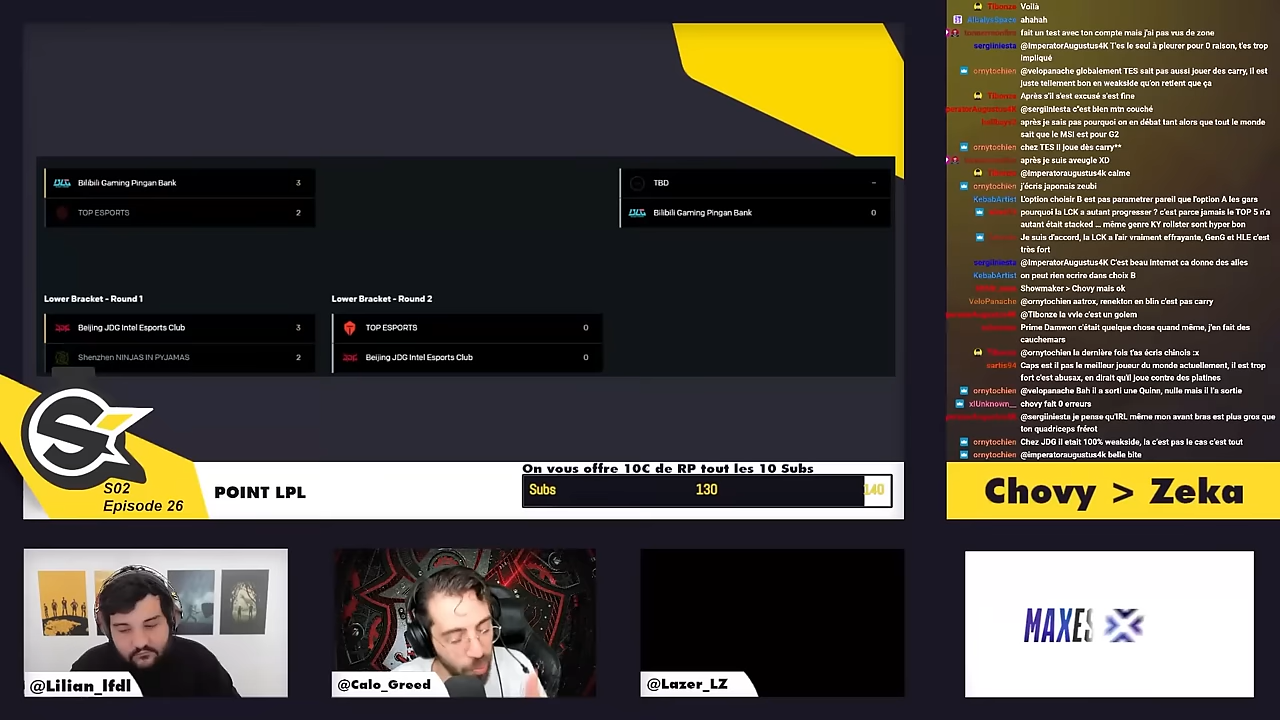 Bilibili Gaming Pingan Bank 3
TOP ESPORTS 2
TBD -
Bilibili Gaming Pingan Bank 0
Lower Bracket - Round 1
Beijing JDG Intel Esports Club 3
Shenzhen NINJAS IN PYJAMAS 2
Lower Bracket - Round 2
TOP ESPORTS 0
Beijing JDG Intel Esports Club 0
S02
Episode 26
POINT LPL
On vous offre 10C de RP tout les 10 Subs
Subs 130 140
Tibonze Voilà
AlbalysSpace ahahah
fait un test avec ton compte mais j'ai pas vus de zone
sergiiniesta @ImperatorAugustus4K T'es le seul à pleurer pour 0 raison, t'es trop
impliqué
ornytochien @velopanache globalement TES sait pas aussi jouer des carry, il est
juste tellement bon en weakside qu'on retient que ça
Tibonze Après s'il s'est excusé s'est fine
peratorAugustus4K @sergiiniesta c'est bien mtn couché
après je sais pas pourquoi on en débat tant alors que tout le monde
sait que le MSI est pour G2
ornytochien chez TES Il joue dès carry**
après je suis aveugle XD
Tibonze @Imperatoraugustus4k calme
ornytochien j'écris japonais zeubi
KebabArtist L'option choisir B est pas parametrer pareil que l'option A les gars
pourquoi la LCK a autant progresser ? c'est parce jamais le TOP 5 n'a
autant était stacked ... même genre KY rollster sont hyper bon
Je suis d'accord, la LCK a l'air vraiment effrayante, GenG et HLE c'est
très fort
sergiiniesta @ImperatorAugustus4K C'est beau internet ca donne des alles
KebabArtist on peut rien ecrire dans choix B
Showmaker > Chovy mais ok
VeloPanache @ornytochien aatrox, renekton en blin c'est pas carry
@Tibonze la vvie c'est un golem
Prime Damwon c'était quelque chose quand même, j'en fait des
cauchemars
Tibonze @ornytochien la dernière fois t'as écris chinois :x
sartis94 Caps est il pas le meilleur joueur du monde actuellement, il est trop
fort c'est abusax, en dirait qu'il joue contre des platines
ornytochien @velopanache Bah il a sorti une Quinn, nulle mais il l'a sortie
xIUnknown__ chovy fait 0 erreurs
@sergiiniesta je pense qu'IRL même mon avant bras est plus gros que
ton quadriceps frérot
ornytochien Chez JDG il etait 100% weakside, la c'est pas le cas c'est tout
ornytochien @imperatoraugustus4k belle bite
Chovy > Zeka
@Lilian_lfdl
@Calo_Greed
@Lazer_LZ
MAXES